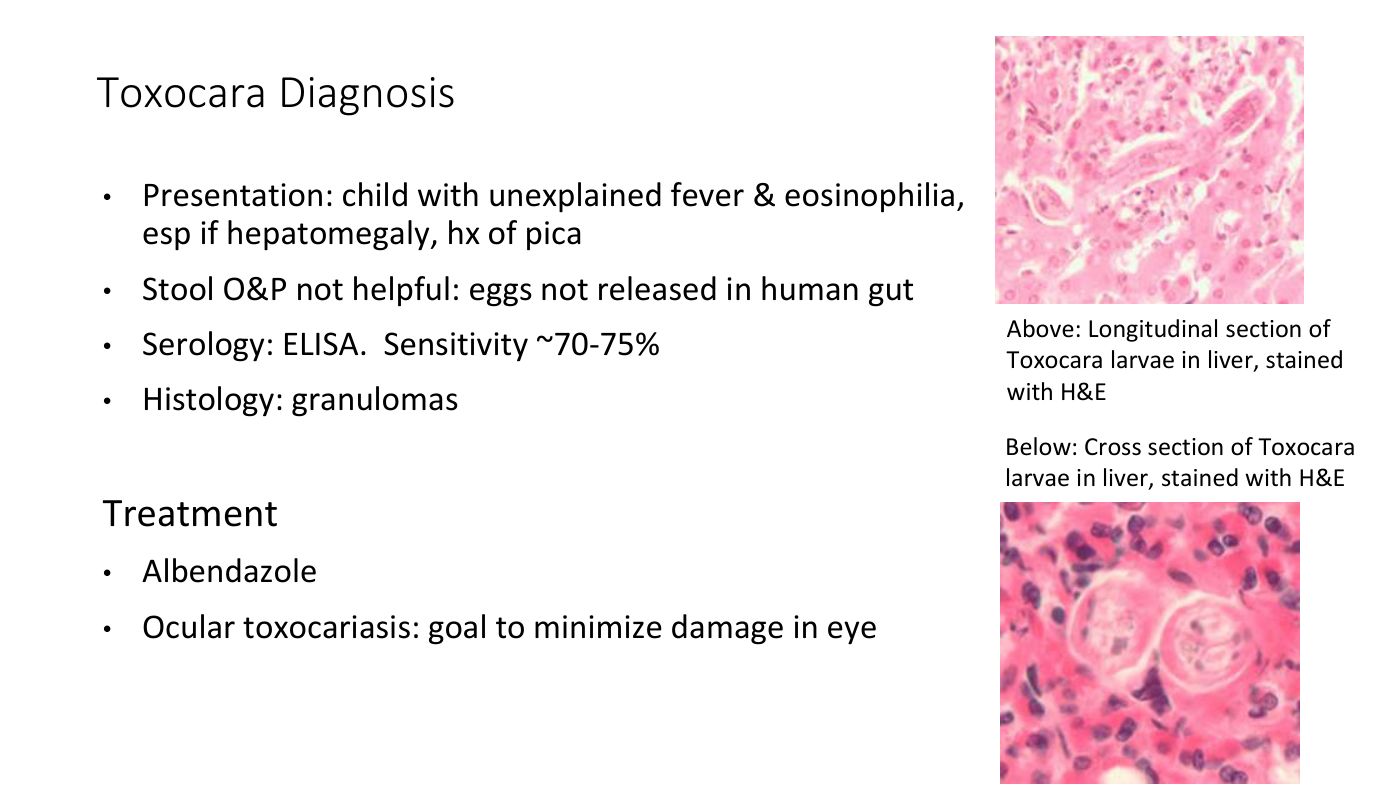 Toxocara Diagnosis
• Presentation: child with unexplained fever & eosinophilia,
esp if hepatomegaly, hx of pica
• Stool O&P not helpful: eggs not released in human gut
• Serology: ELISA.  Sensitivity ~70-75%
• Histology: granulomas
Treatment
• Albendazole
• Ocular toxocariasis: goal to minimize damage in eye
Above: Longitudinal section of
Toxocara larvae in liver, stained
with H&E
Below: Cross section of Toxocara
larvae in liver, stained with H&E